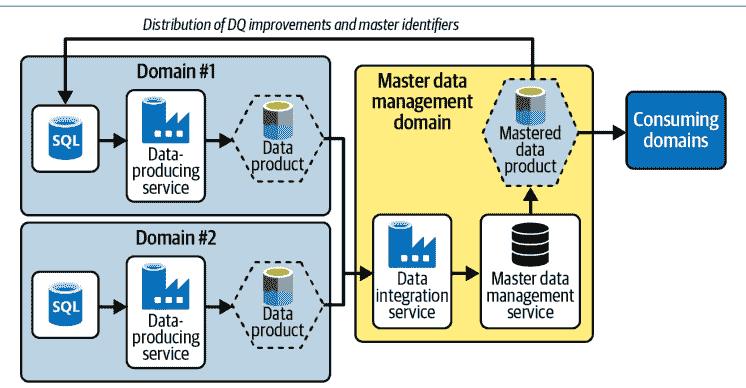 Distribution of DQ improvements and master identifiers
Domain #1
SQL
Data-
producing
service
Data
product
Domain #2
SQL
Data-
producing
service
Data
product
Master data
management
domain
Mastered
data
product
Data
integration
service
Master data
management
service
Consuming
domains